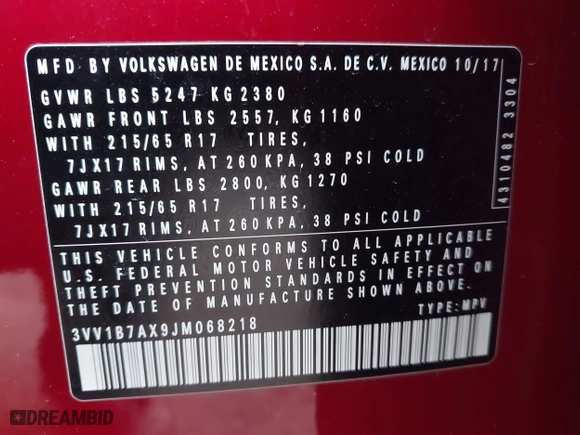 MFD BY VOLKSWAGEN DE MEXICO S.A. DE C.V. MEXICO 10/17
GVWR LBS 5247 KG 2380
GAWR FRONT LBS 2557, KG 1160
WITH 215/65 R17 TIRES,
7JX17 RIMS, AT 260 KPA, 38 PSI COLD
GAWR REAR LBS 2800, KG 1270
WITH 215/65 R17 TIRES,
7JX17 RIMS, AT 260 KPA, 38 PSI COLD
THIS VEHICLE CONFORMS TO ALL APPLICABLE
U.S. FEDERAL MOTOR VEHICLE SAFETY AND
THEFT PREVENTION STANDARDS IN EFFECT ON
THE DATE OF MANUFACTURE SHOWN ABOVE.
3VV1B7AX9JM068218 TYPE: MPV
4310482 3304
DREAMBID